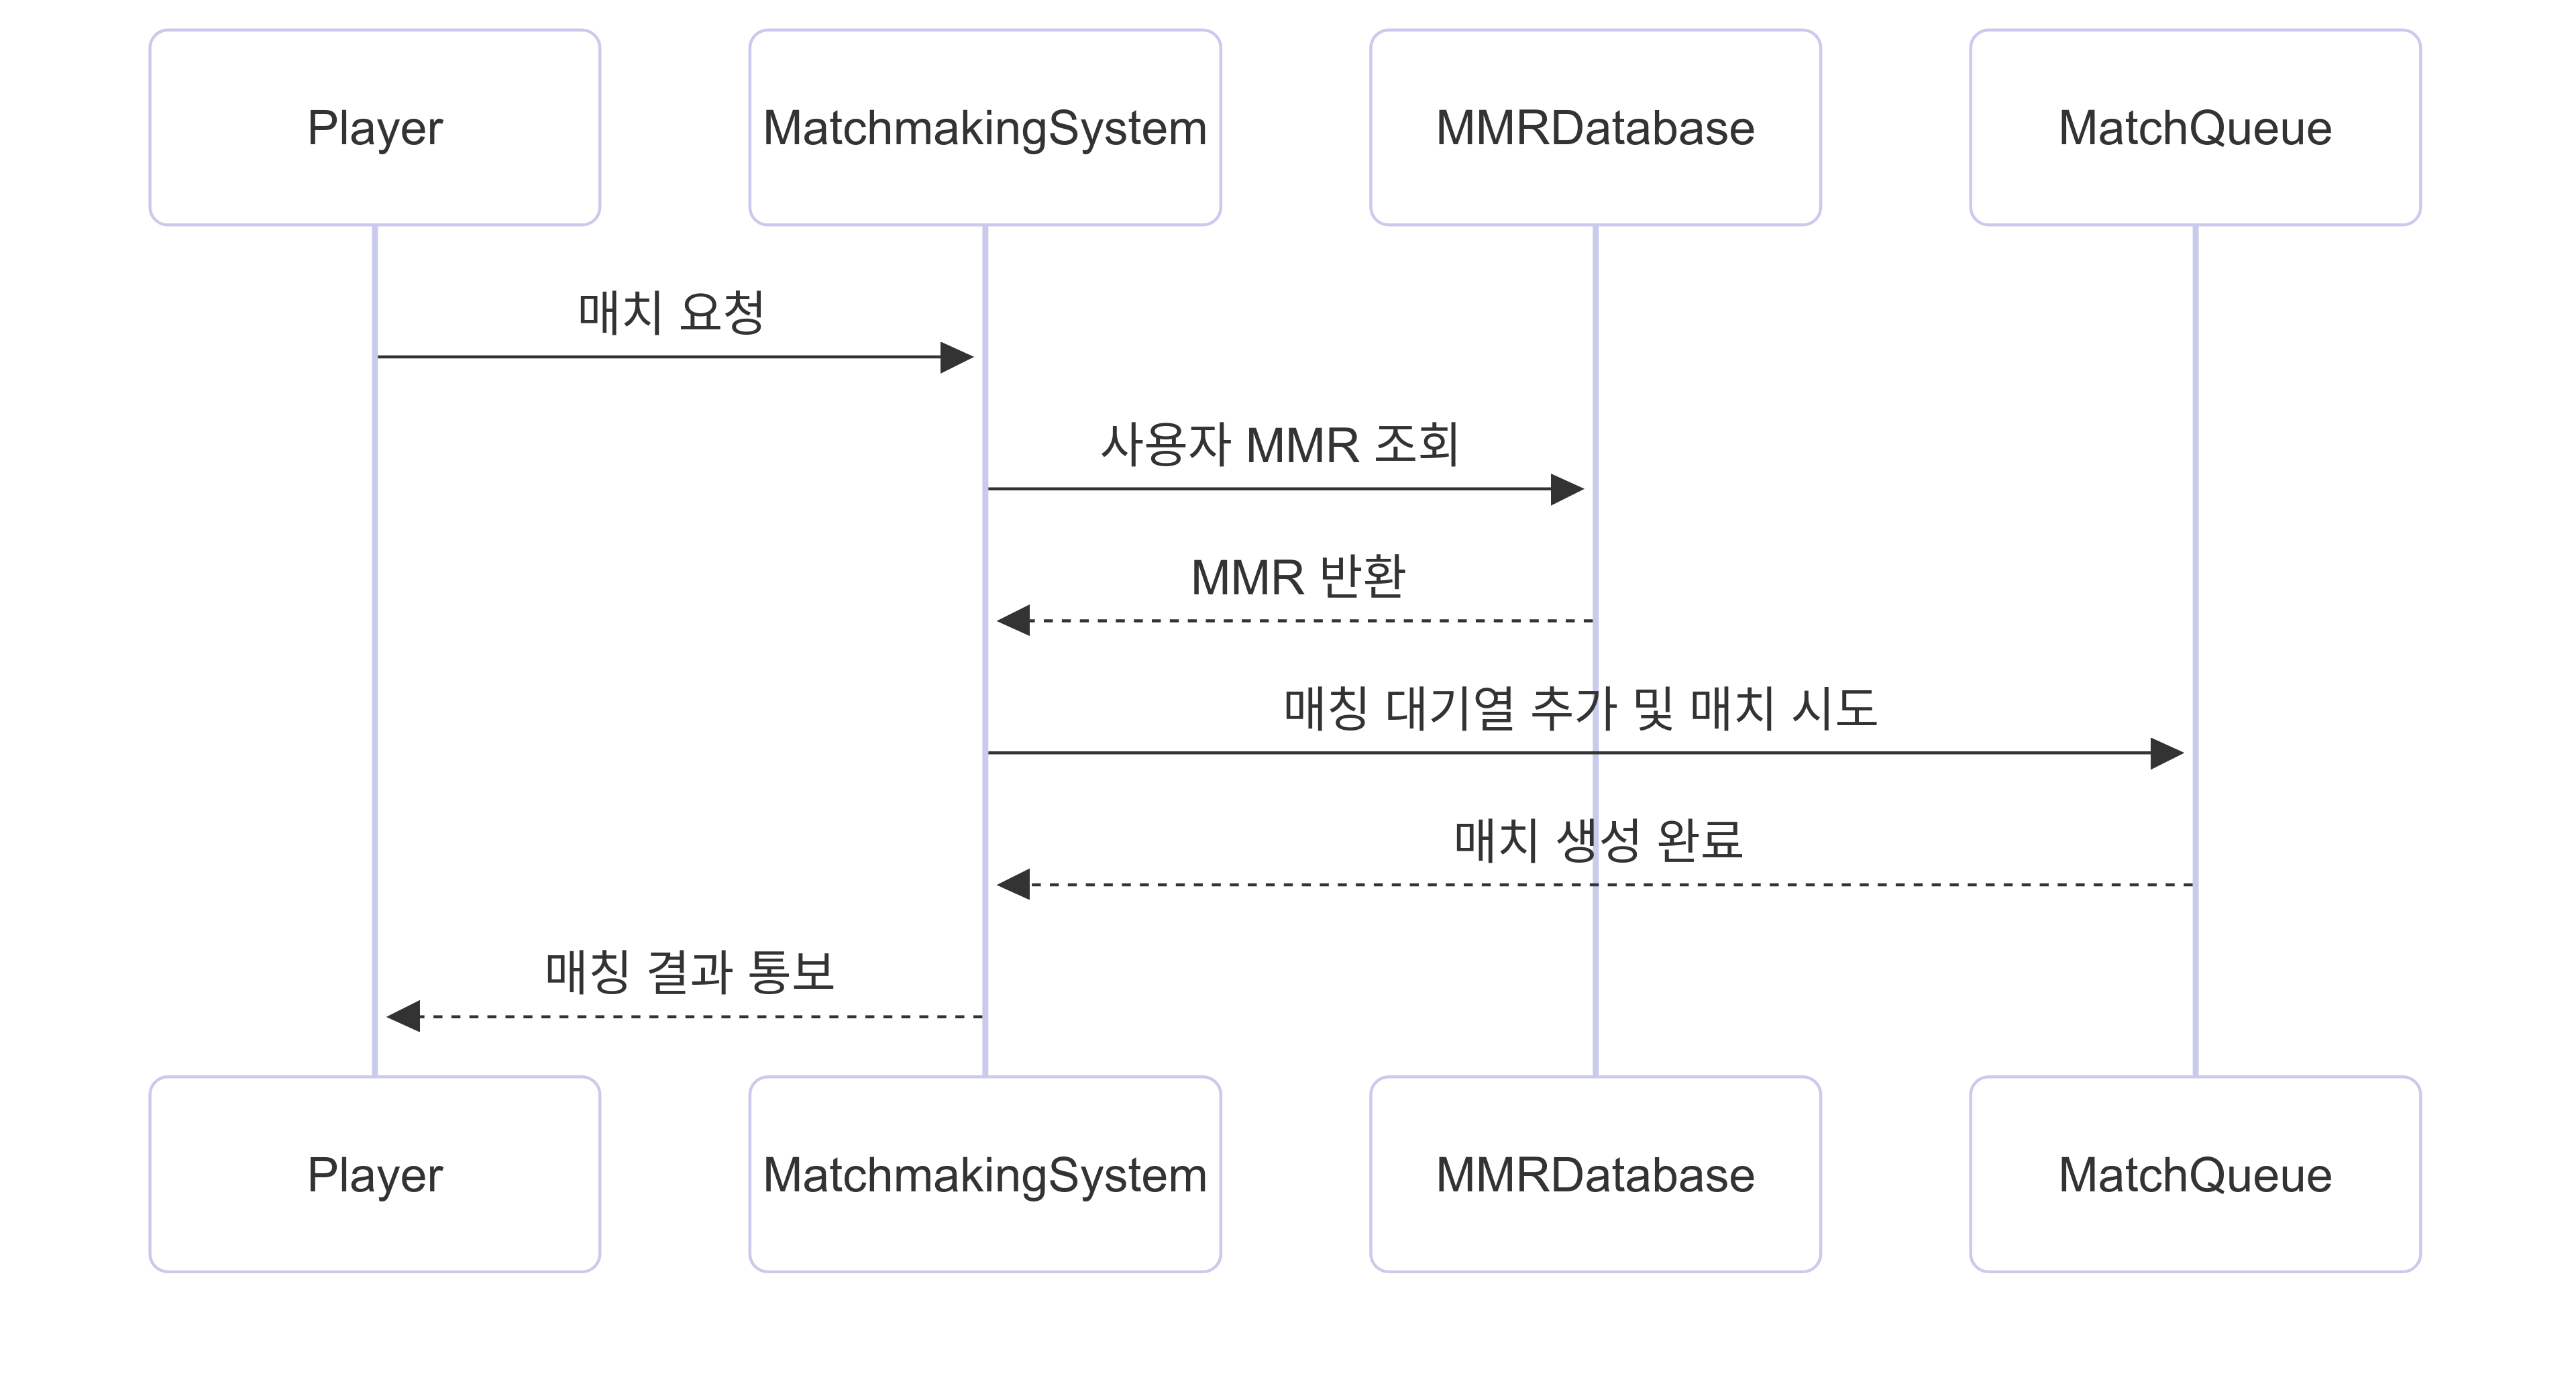 Player
MatchmakingSystem
MMRDatabase
MatchQueue
매치 요청
사용자 MMR 조회
MMR 반환
매칭 대기열 추가 및 매치 시도
매치 생성 완료
매칭 결과 통보
Player
MatchmakingSystem
MMRDatabase
MatchQueue